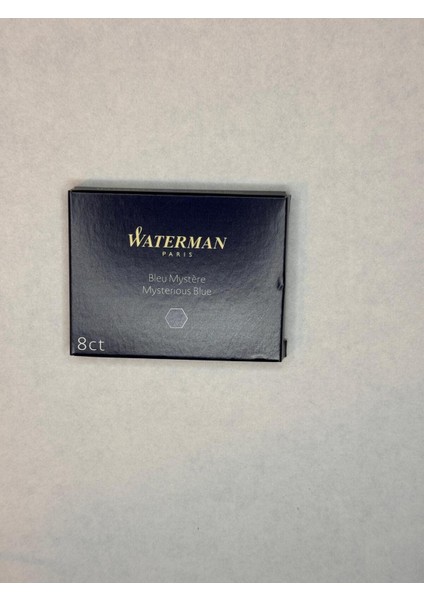 WATERMAN
PARIS
Bleu Mystère
Mysterious Blue
8ct